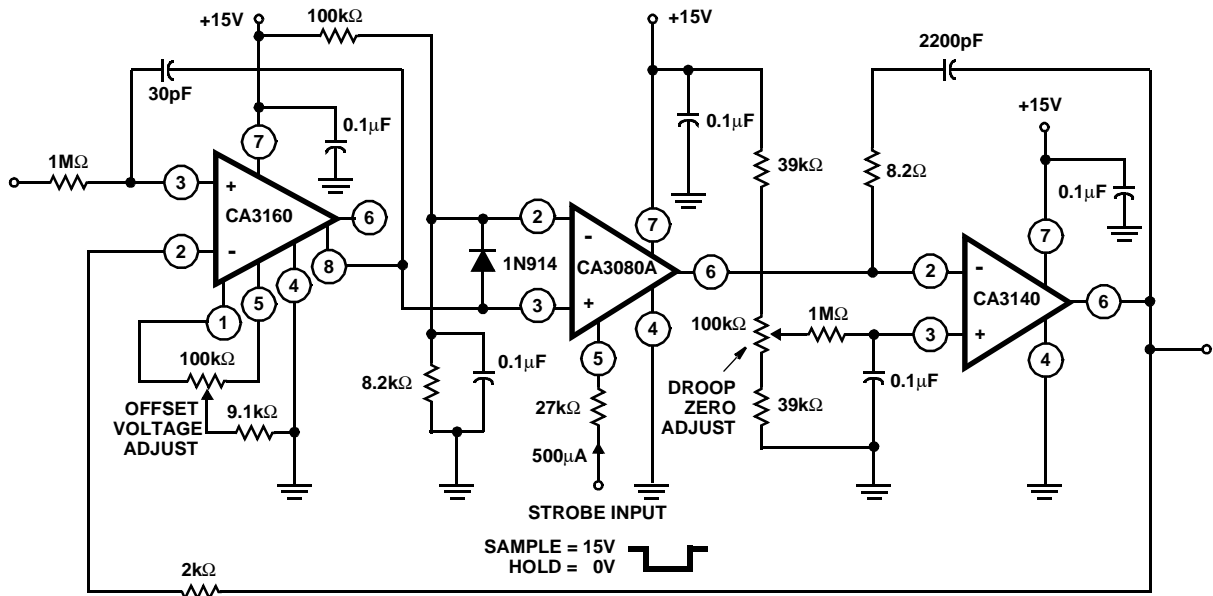 +15V
100kΩ
+15V
2200pF
30pF
+15V
0.1μF
0.1μF
7
39kΩ
8.2Ω
0.1μF
1MΩ
3
+
CA3160
6
2
-
7
7
2
-
8
1N914
CA3080A
6
2
-
CA3140
6
5
4
3
+
100kΩ
1MΩ
3
+
1
4
4
100kΩ
5
0.1μF
0.1μF
8.2kΩ
DROOP
ZERO
ADJUST
OFFSET
VOLTAGE
ADJUST
9.1kΩ
27kΩ
39kΩ
500μA
STROBE INPUT
SAMPLE = 15V
HOLD = 0V
2kΩ